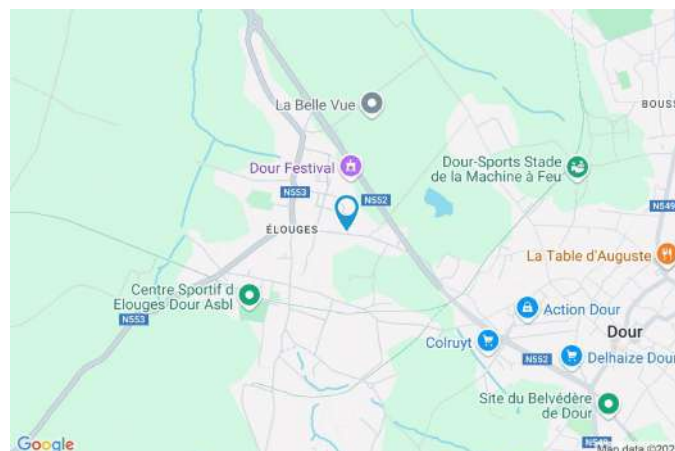 La Belle Vue
BOUSS
Dour Festival
Dour-Sports Stade
de la Machine à Feu
N553
N552
N549
ÉLOUGES
La Table d'Auguste
Centre Sportif d
Elouges Dour Asbl
Action Dour
N553
Colruyt
Dour
N552
Delhaize Dour
Site du Belvédère
de Dour
N549
Google
Map data ©202